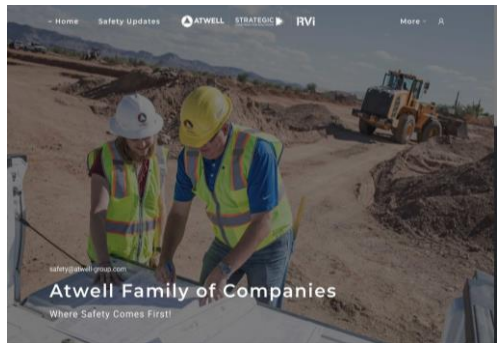 Home
Safety Updates
ATWELL
STRATEGIC
RVi
More
safety@atwell-group.com
Atwell Family of Companies
Where Safety Comes First!